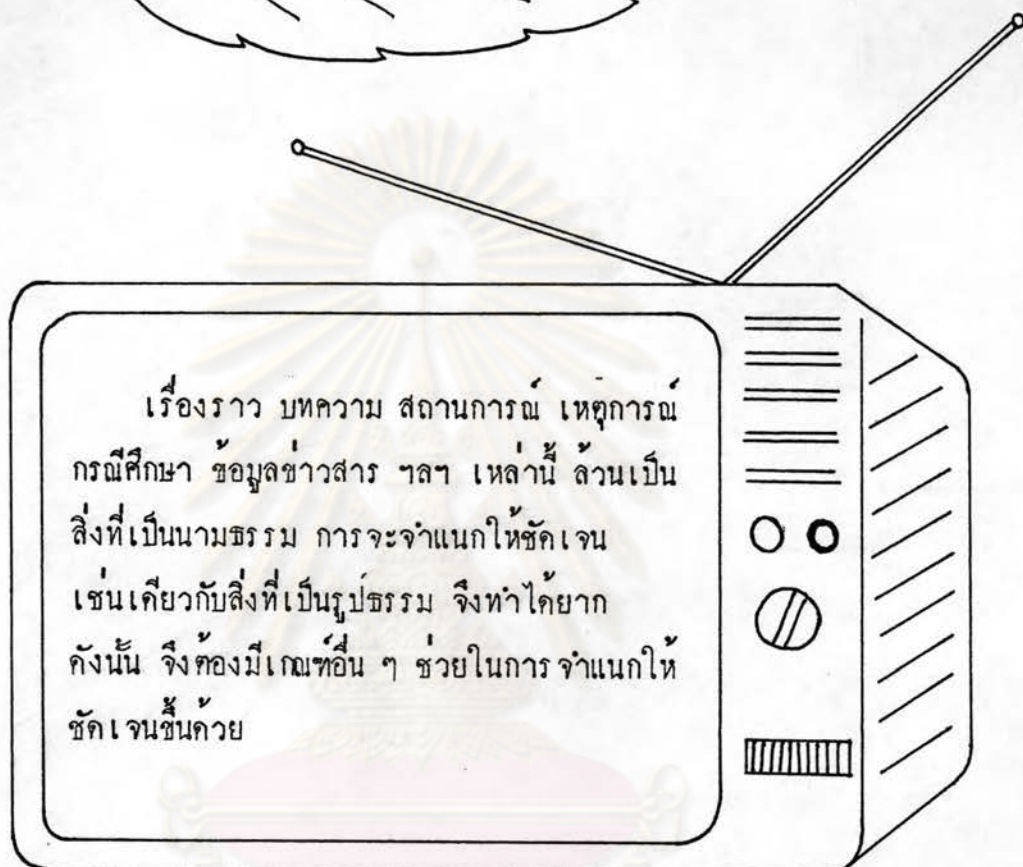 เรื่องราว บทความ สถานการณ์ เหตุการณ์
กรณีศึกษา ข้อมูลข่าวสาร ฯลฯ เหล่านี้ ล้วนเป็น
สิ่งที่เป็นนามธรรม การจะจำแนกให้ชัดเจน
เช่นเดียวกับสิ่งที่เป็นรูปธรรม จึงทำได้ยาก
ดังนั้น จึงต้องมีเกณฑ์อื่น ๆ ช่วยในการจำแนกให้
ชัดเจนขึ้นด้วย